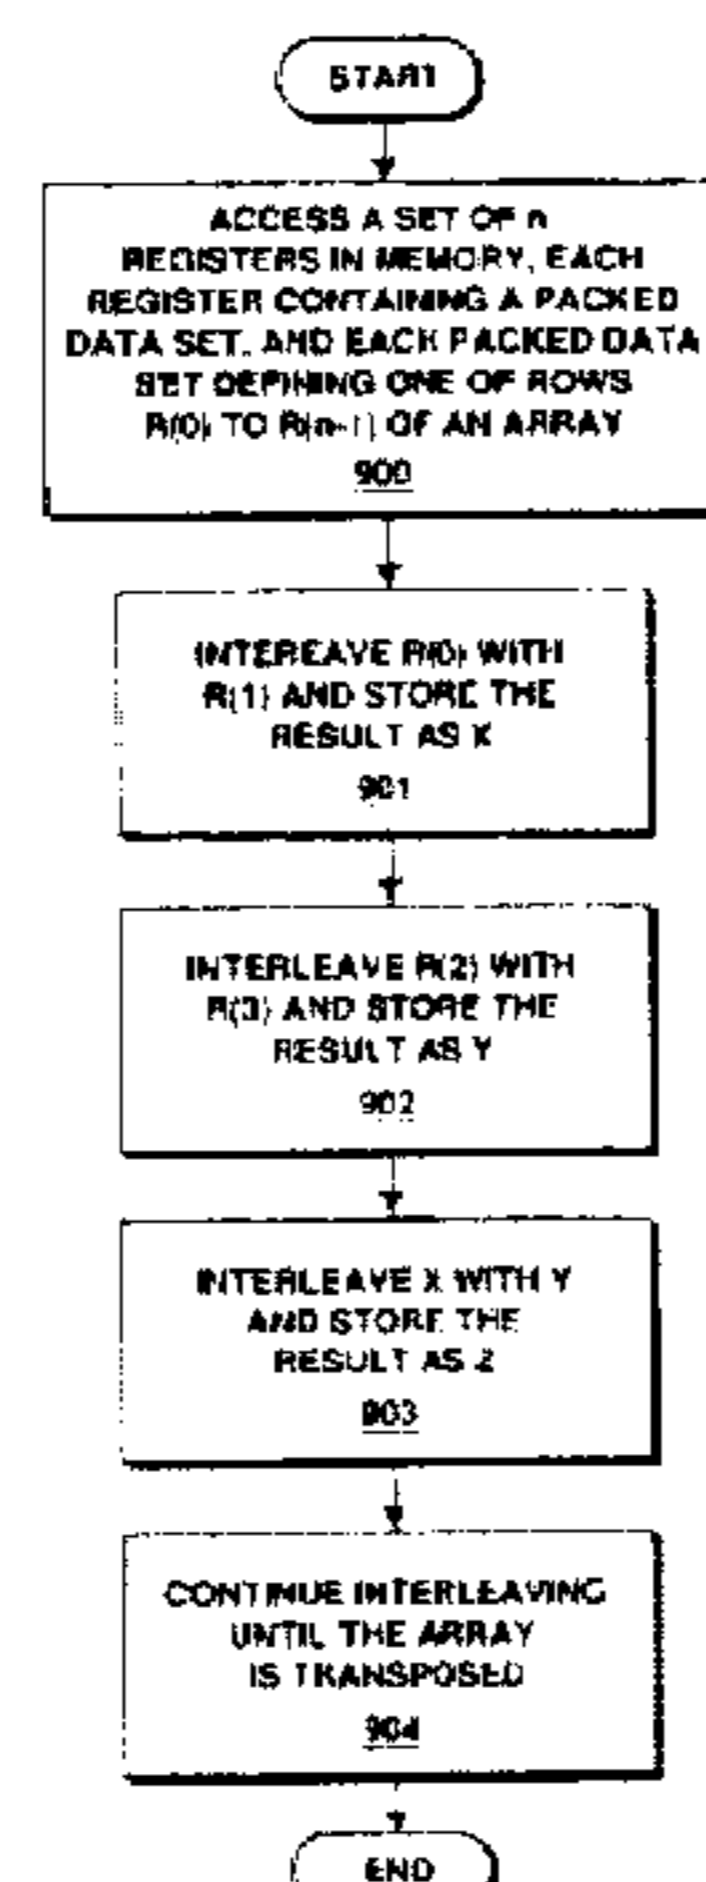 START
ACCESS A SET OF n
REGISTERS IN MEMORY, EACH
REGISTER CONTAINING A PACKED
DATA SET, AND EACH PACKED DATA
SET DEFINING ONE OF ROWS
R(0) TO R(n-1) OF AN ARRAY
900
INTEREAVE R(0) WITH
R(1) AND STORE THE
RESULT AS X
901
INTERLEAVE R(2) WITH
R(3) AND STORE THE
RESULT AS Y
902
INTERLEAVE X WITH Y
AND STORE THE
RESULT AS Z
903
CONTINUE INTERLEAVING
UNTIL THE ARRAY
IS TRANSPOSED
904
END